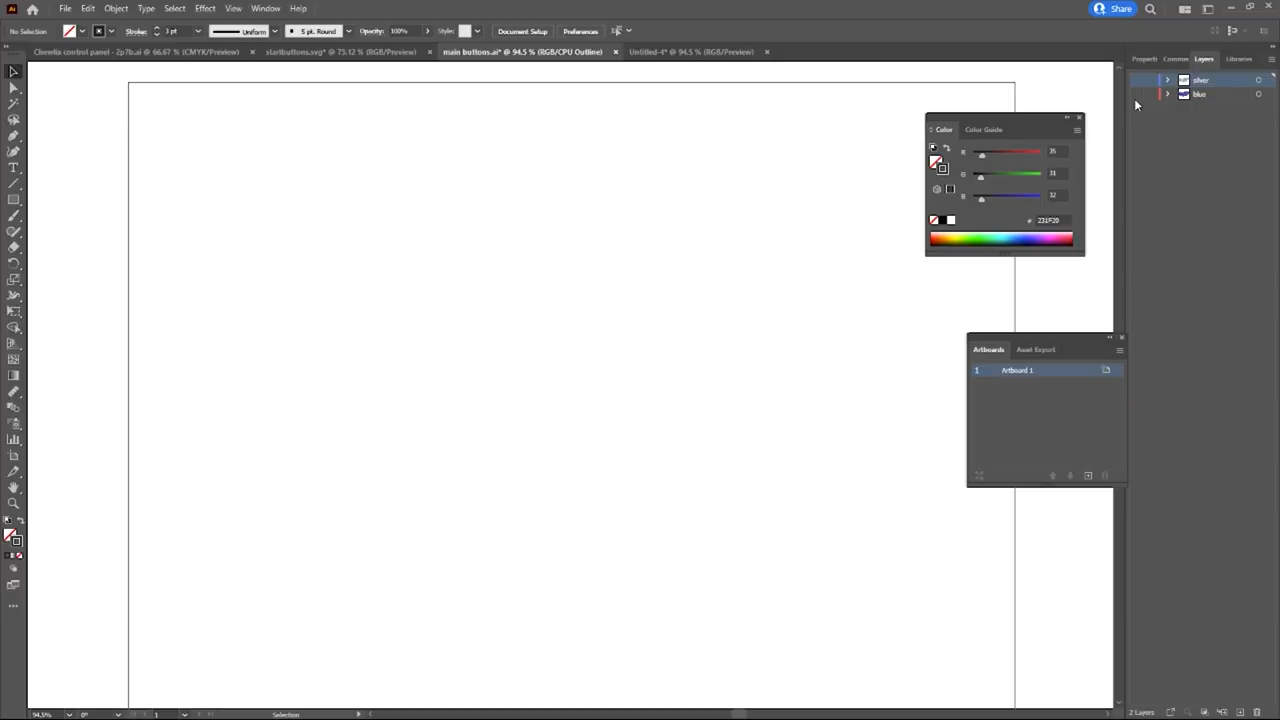 Ai File Edit Object Type Select Effect View Window Help Share
No Selection Stroke: 3 pt Uniform 5 pt. Round Opacity: 100% Style: Document Setup Preferences
Chewtix control panel - 2p7b.ai @ 66.67 % (CMYK/Preview) × startbuttons.svg* @ 73.12 % (RGB/Preview) × main buttons.ai* @ 94.5 % (RGB/CPU Outline) × Untitled-4* @ 94.5 % (RGB/Preview) ×
Properti Commer Layers Libraries
silver
blue
Color Color Guide
R 35
G 31
B 32
# 231F20
Artboards Asset Export
1 Artboard 1
94.5% 0° 1 Selection 2 Layers